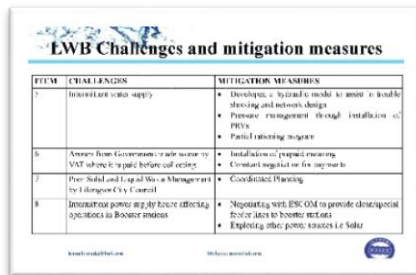 LWB Challenges and mitigation measures
ITEM CHALLENGES MITIGATION MEASURES
5 Intermittent water supply • Developed a hydraulic model to assist in trouble
shooting and network design
• Pressure management through installation of
PRVs
• Partial rationing program
6 Arrears from Government made worse by
VAT where it is paid before collecting
• Installation of prepaid metering
• Constant negotiation for payments
7 Poor Solid and Liquid Waste Management
by Lilongwe City Council
• Coordinated Planning
8 Intermittent power supply hence affecting
operations in Booster stations
• Negotiating with ESCOM to provide clean/special
feeder lines to booster stations
• Exploring other power sources i.e Solar